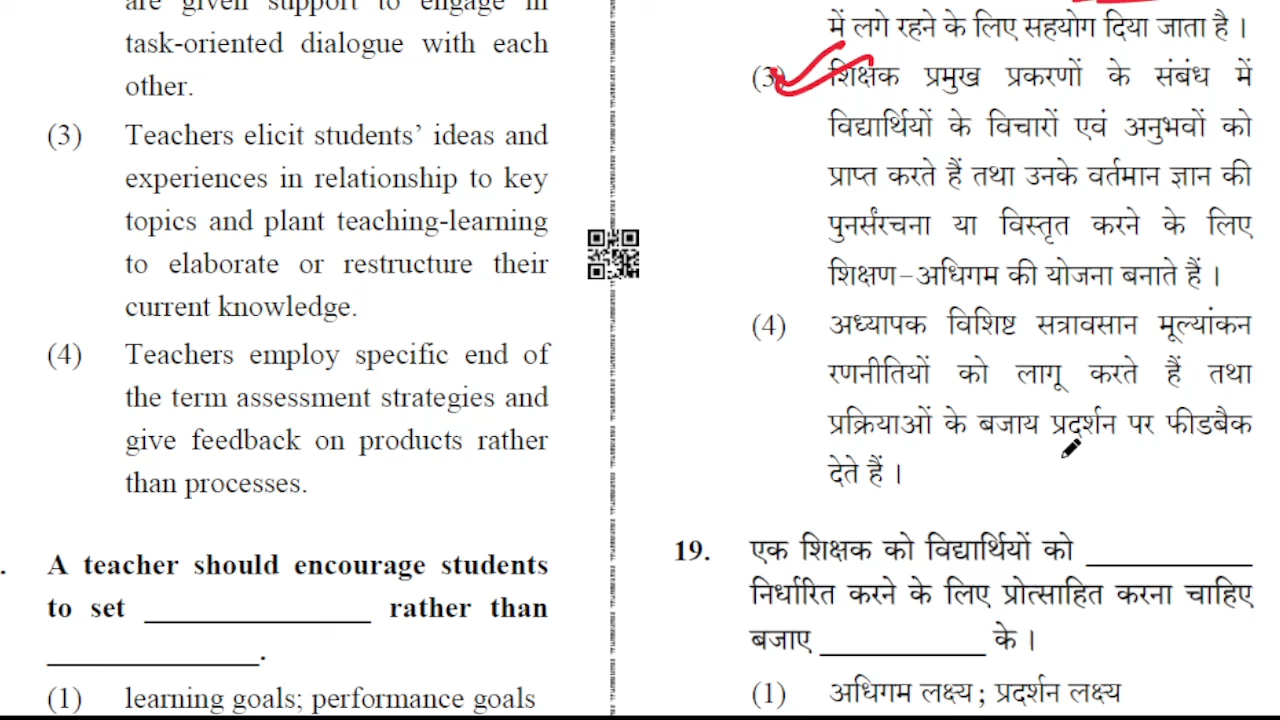 are given support to engage in
task-oriented dialogue with each
other.
(3) Teachers elicit students’ ideas and
experiences in relationship to key
topics and plant teaching-learning
to elaborate or restructure their
current knowledge.
(4) Teachers employ specific end of
the term assessment strategies and
give feedback on products rather
than processes.
. A teacher should encourage students
to set ____________ rather than
____________.
(1) learning goals; performance goals
में लगे रहने के लिए सहयोग दिया जाता है ।
(3) शिक्षक प्रमुख प्रकरणों के संबंध में
विद्यार्थियों के विचारों एवं अनुभवों को
प्राप्त करते हैं तथा उनके वर्तमान ज्ञान की
पुनर्संरचना या विस्तृत करने के लिए
शिक्षण-अधिगम की योजना बनाते हैं ।
(4) अध्यापक विशिष्ट सत्रावसान मूल्यांकन
रणनीतियों को लागू करते हैं तथा
प्रक्रियाओं के बजाय प्रदर्शन पर फीडबैक
देते हैं ।
19. एक शिक्षक को विद्यार्थियों को ____________
निर्धारित करने के लिए प्रोत्साहित करना चाहिए
बजाए ____________ के ।
(1) अधिगम लक्ष्य; प्रदर्शन लक्ष्य